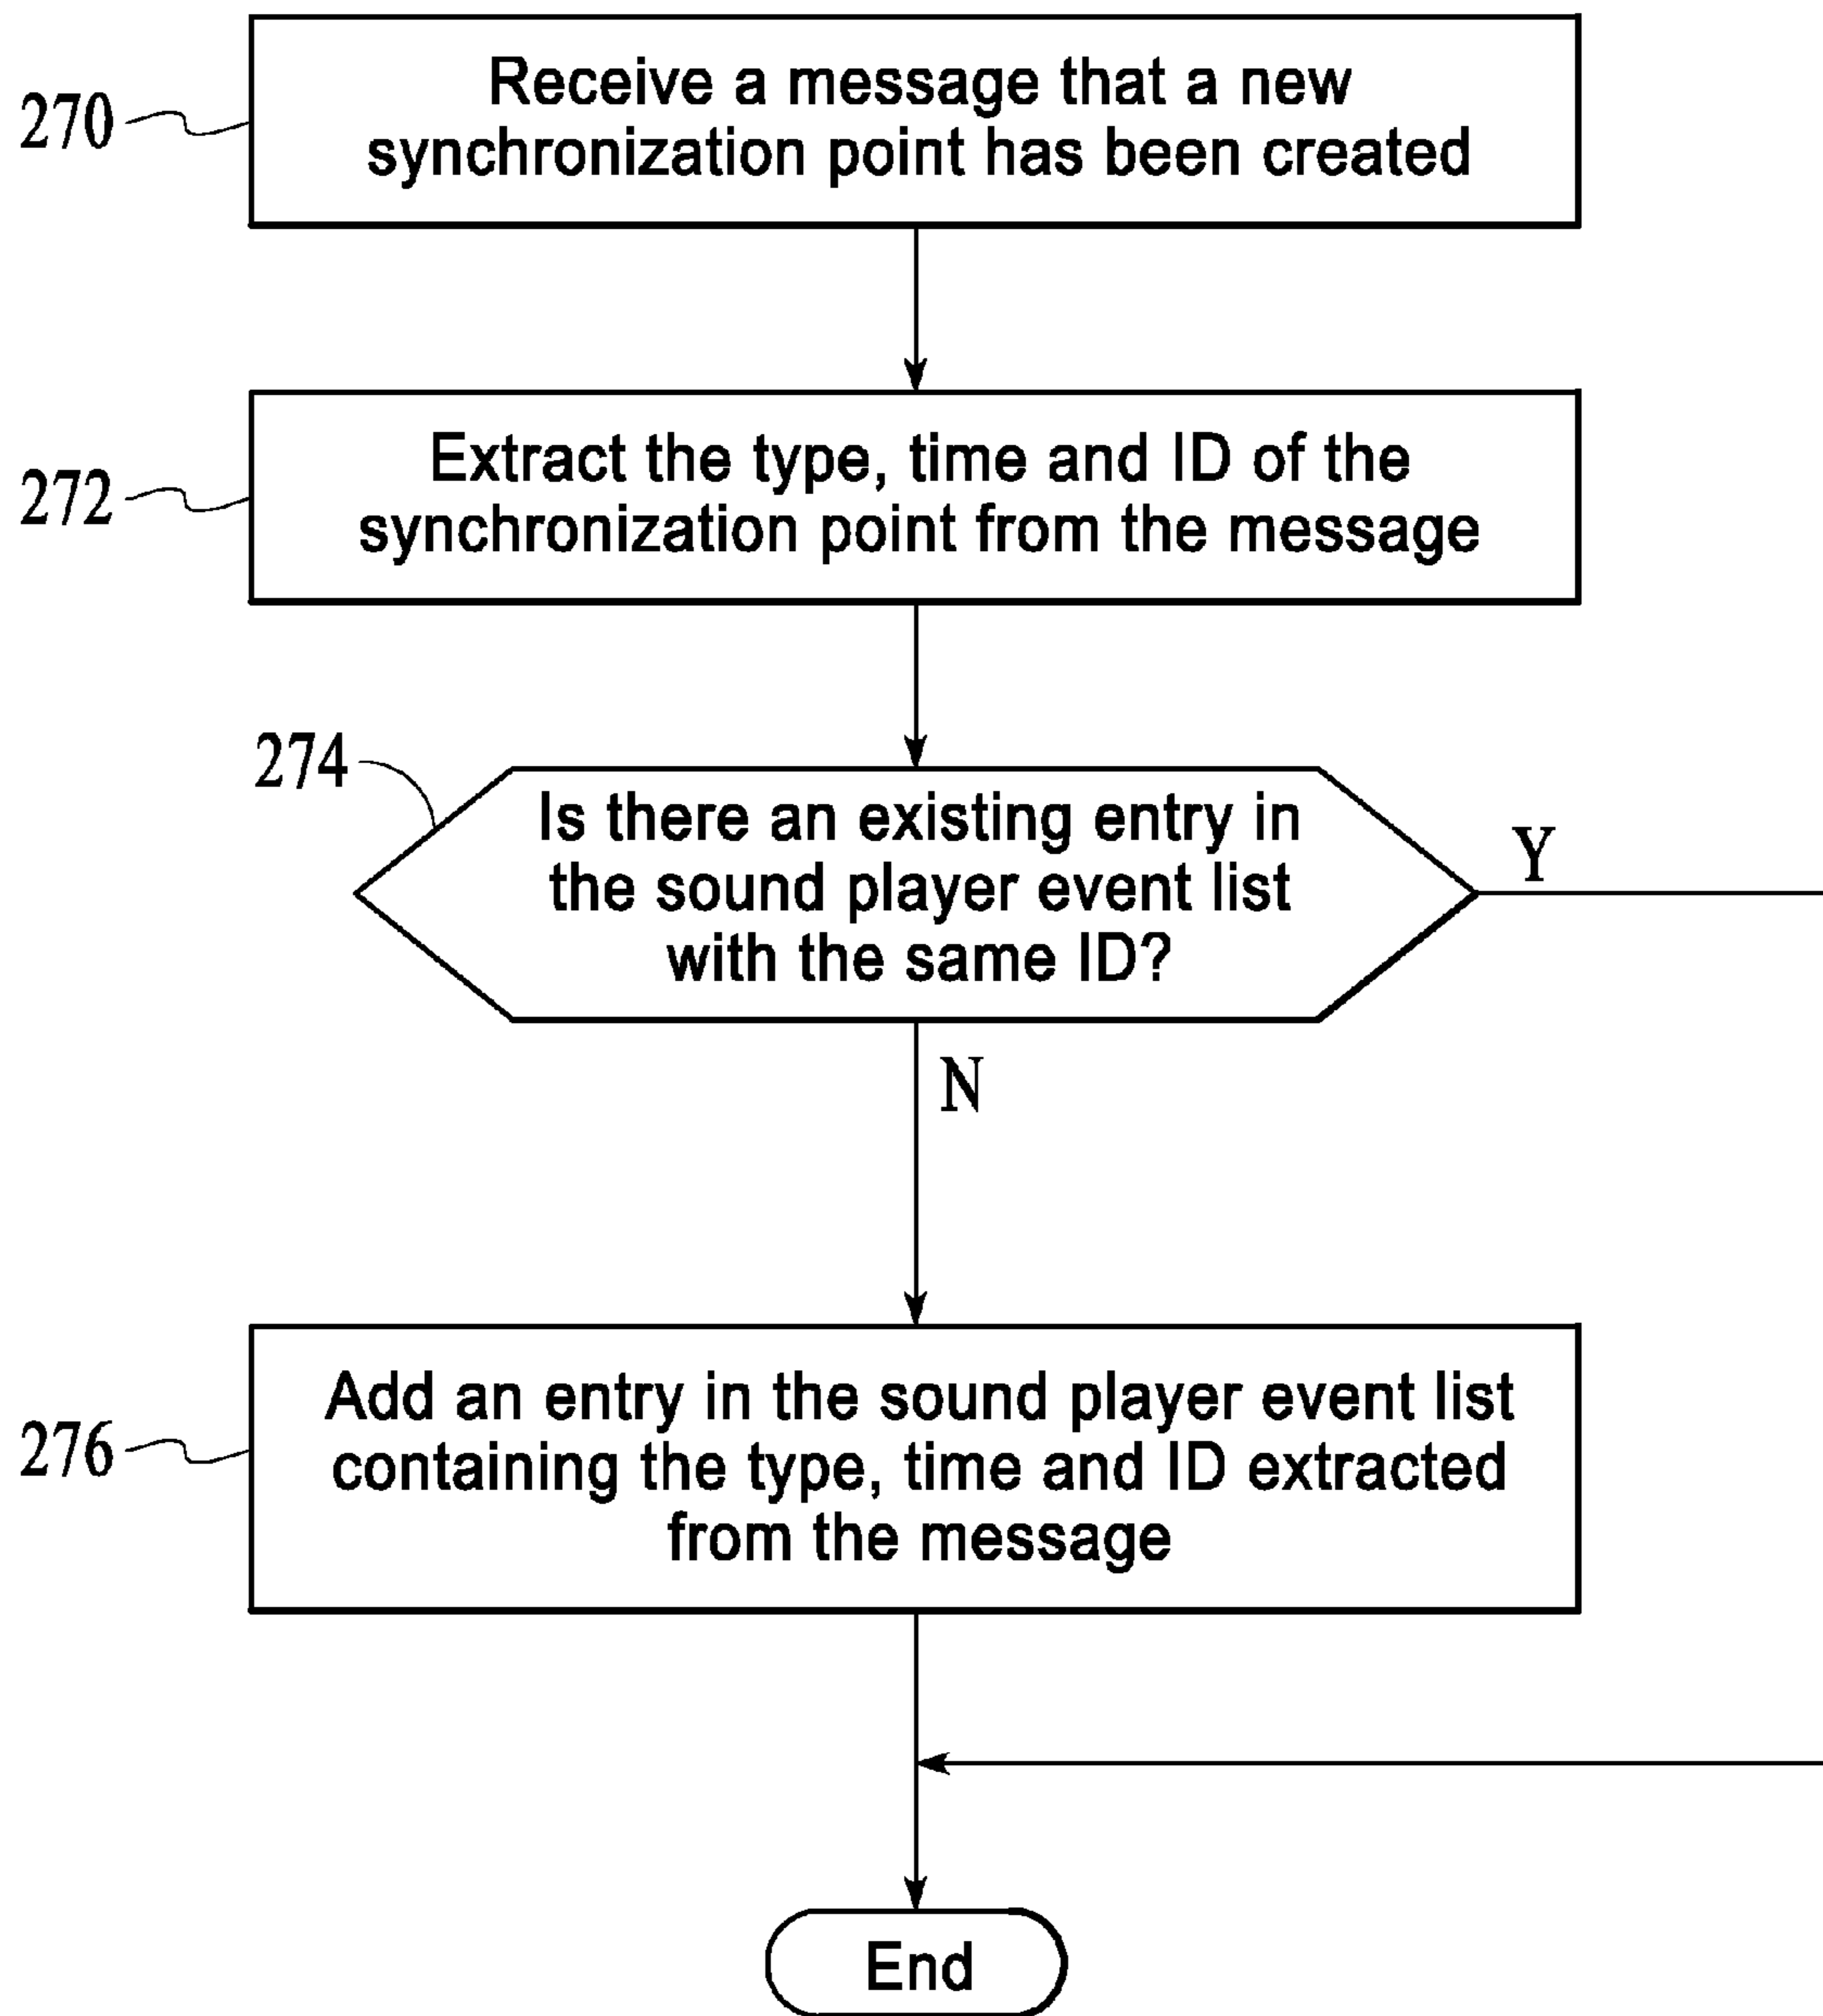 270
Receive a message that a new
synchronization point has been created
272
Extract the type, time and ID of the
synchronization point from the message
274
Is there an existing entry in
the sound player event list
with the same ID?
Y
N
276
Add an entry in the sound player event list
containing the type, time and ID extracted
from the message
End